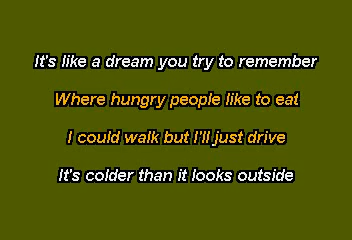 It's like a dream you try to remember
Where hungry people like to eat
I could walk but I'll just drive
It's colder than it looks outside